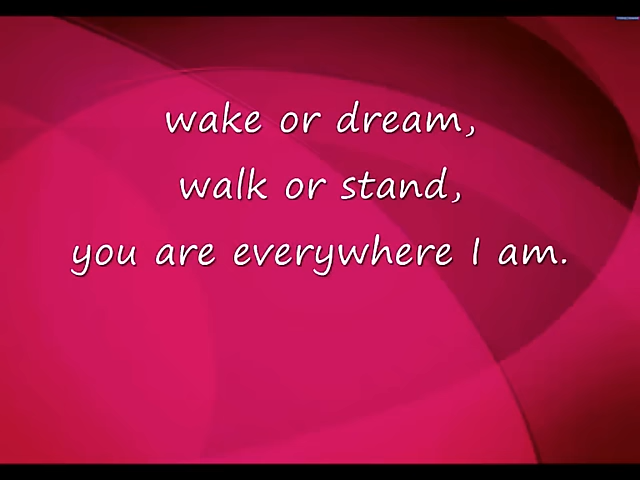 wake or dream,
walk or stand,
you are everywhere I am.